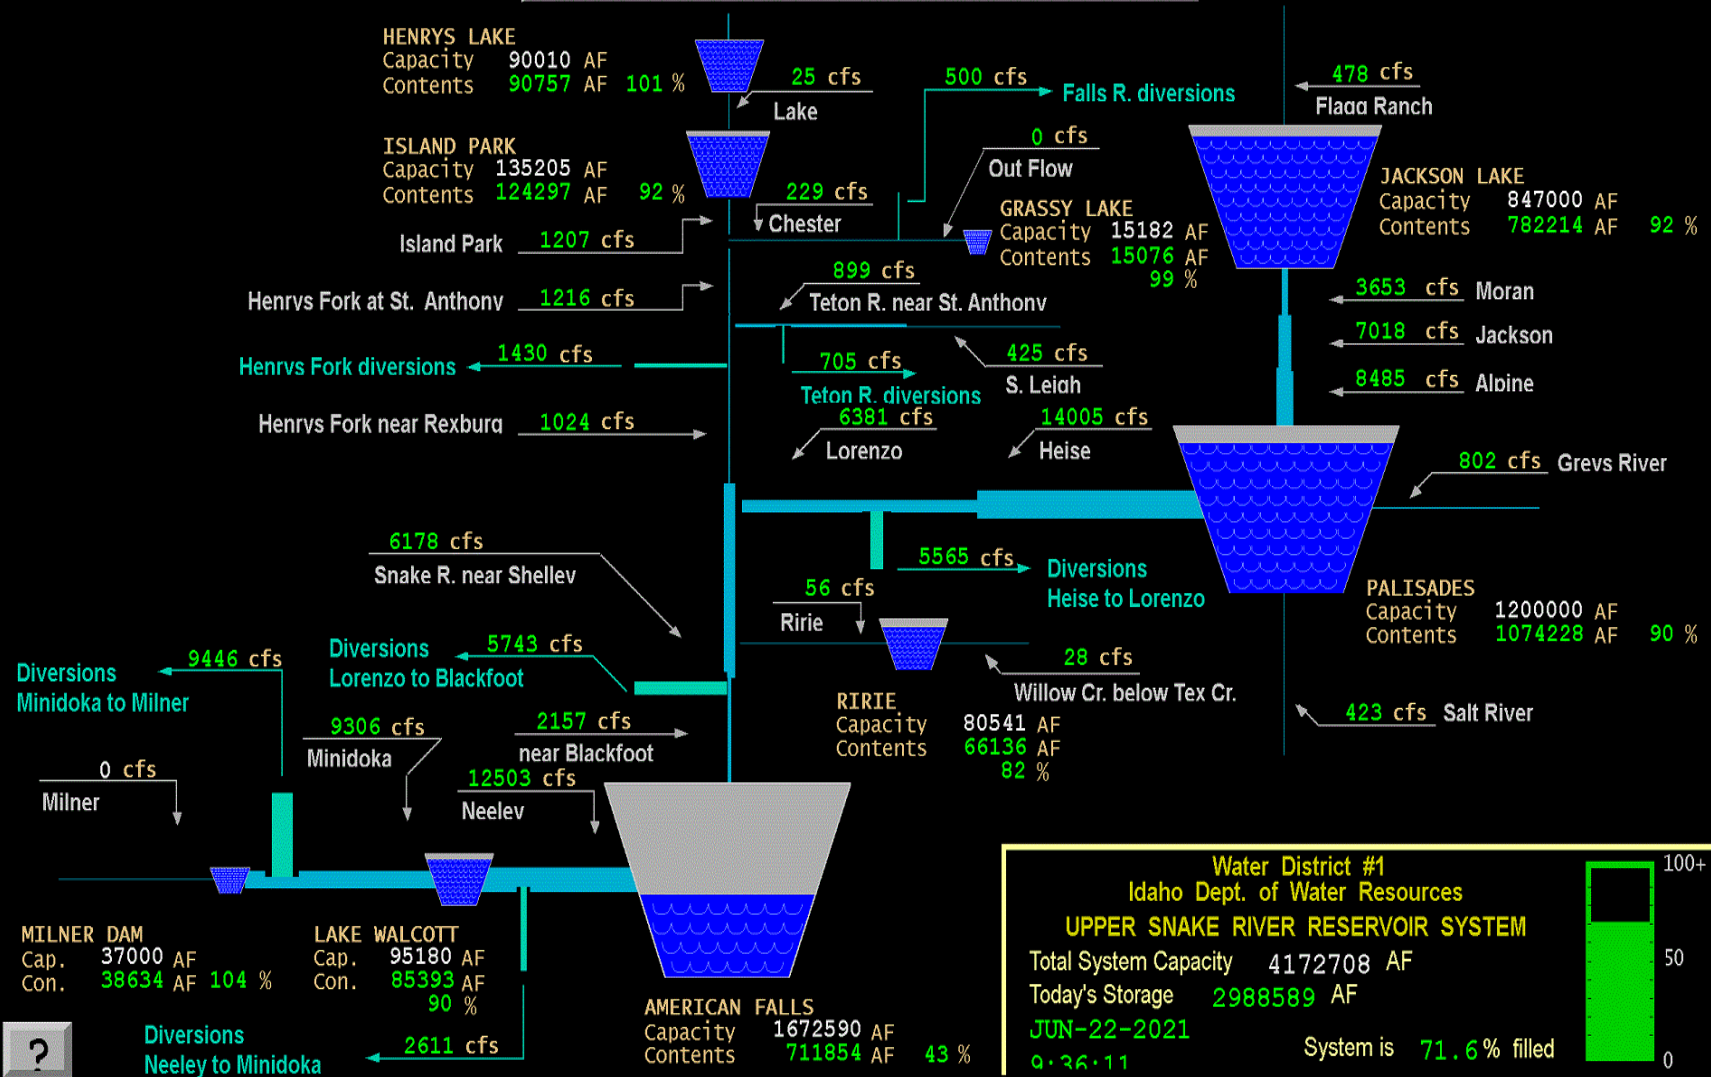 HENRYS LAKE
Capacity 90010 AF
Contents 90757 AF 101 %
25 cfs
Lake
500 cfs
Falls R. diversions
478 cfs
Flagg Ranch
ISLAND PARK
Capacity 135205 AF
Contents 124297 AF 92 %
0 cfs
Out Flow
229 cfs
Chester
JACKSON LAKE
Capacity 847000 AF
Contents 782214 AF 92 %
GRASSY LAKE
Capacity 15182 AF
Contents 15076 AF
99 %
Island Park 1207 cfs
Henrys Fork at St. Anthony 1216 cfs
899 cfs
Teton R. near St. Anthony
3653 cfs Moran
7018 cfs Jackson
8485 cfs Alpine
Henrys Fork diversions 1430 cfs
705 cfs
Teton R. diversions
425 cfs
S. Leigh
Henrys Fork near Rexburg 1024 cfs
6381 cfs
Lorenzo
14005 cfs
Heise
802 cfs Greys River
6178 cfs
Snake R. near Shelley
5565 cfs
Diversions
Heise to Lorenzo
56 cfs
Ririe
PALISADES
Capacity 1200000 AF
Contents 1074228 AF 90 %
Diversions
Lorenzo to Blackfoot
5743 cfs
28 cfs
Willow Cr. below Tex Cr.
Diversions
Minidoka to Milner
9446 cfs
RIRIE
Capacity 80541 AF
Contents 66136 AF
82 %
423 cfs Salt River
9306 cfs
Minidoka
2157 cfs
near Blackfoot
0 cfs
Milner
12503 cfs
Neeley
MILNER DAM
Cap. 37000 AF
Con. 38634 AF 104 %
LAKE WALCOTT
Cap. 95180 AF
Con. 85393 AF
90 %
AMERICAN FALLS
Capacity 1672590 AF
Contents 711854 AF 43 %
?
Diversions
Neeley to Minidoka
2611 cfs
Water District #1
Idaho Dept. of Water Resources
UPPER SNAKE RIVER RESERVOIR SYSTEM
Total System Capacity 4172708 AF
Today's Storage 2988589 AF
JUN-22-2021
9:36:11
System is 71.6% filled
100+
50
0